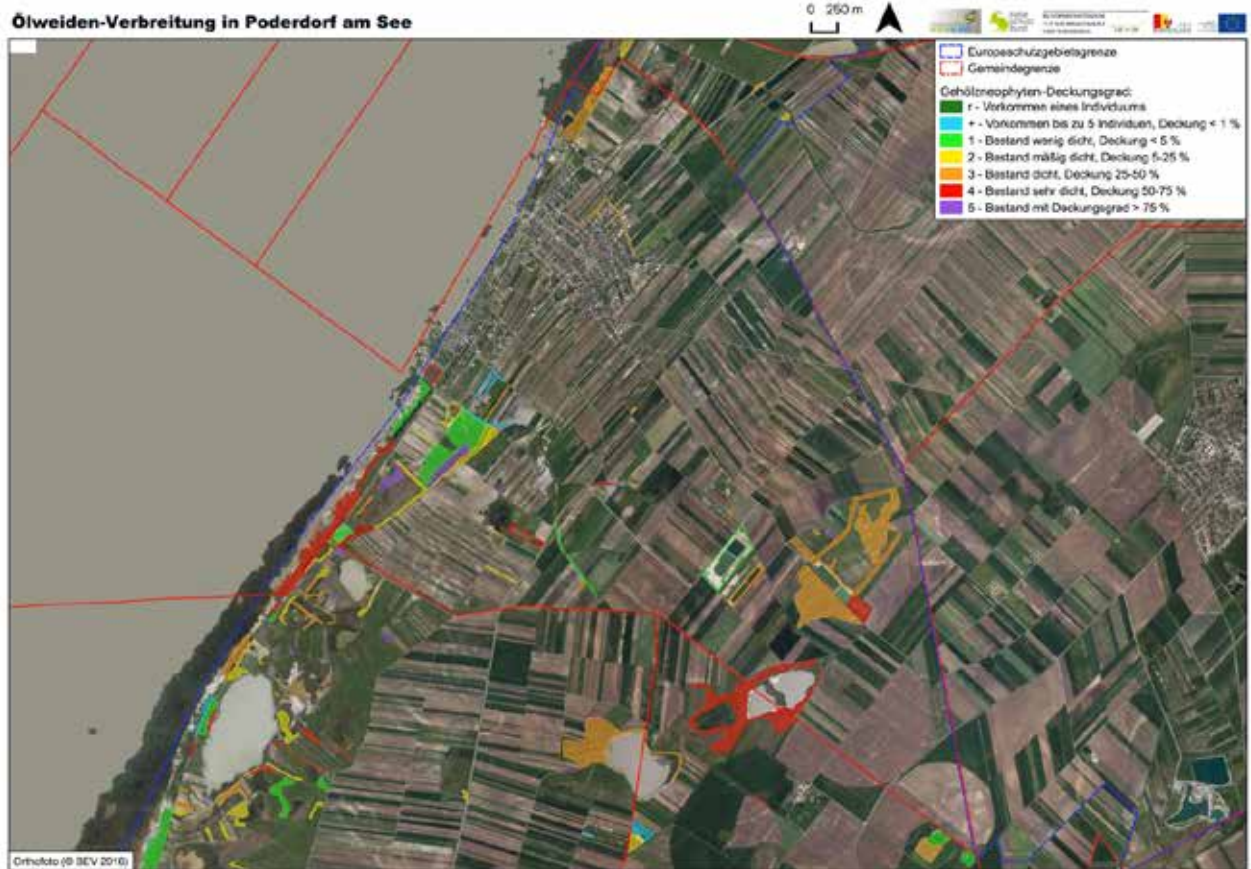 Ölweiden-Verbreitung in Poderdorf am See
0 250 m
Europaschutzgebietsgrenze
Gemeindegrenze
Gehölzneophyten-Deckungsgrad:
r - Vorkommen eines Individuums
+ - Vorkommen bis zu 5 Individuen, Deckung < 1 %
1 - Bestand wenig dicht, Deckung < 5 %
2 - Bestand mäßig dicht, Deckung 5-25 %
3 - Bestand dicht, Deckung 25-50 %
4 - Bestand sehr dicht, Deckung 50-75 %
5 - Bestand mit Deckungsgrad > 75 %
Orthofoto (© BEV 2016)